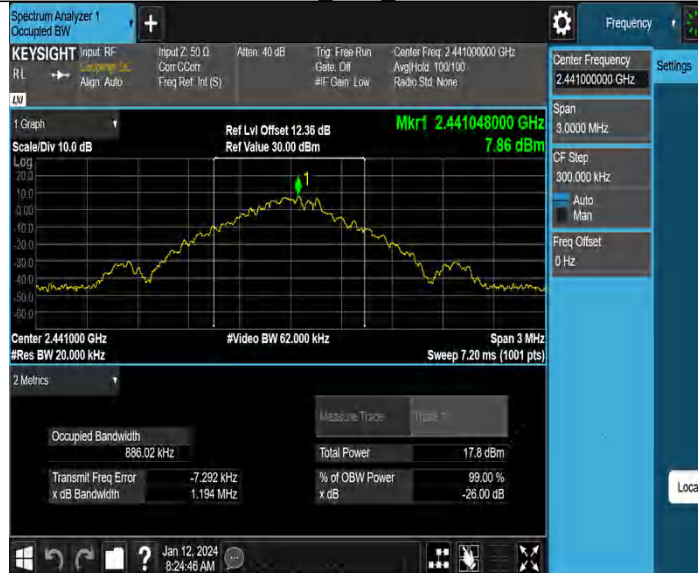 Spectrum Analyzer 1
Occupied BW
Frequency
KEYSIGHT
Input: RF
Coupling: DC
Align: Auto
Input Z: 50 Ω
Corr CCorr
Freq Ref: Int (S)
Atten: 40 dB
Trig: Free Run
Gate: Off
#IF Gain: Low
Center Freq: 2.441000000 GHz
Avg|Hold: 100/100
Radio Std: None
RL
LXI
Center Frequency
2.441000000 GHz
Settings
Span
3.0000 MHz
CF Step
300.000 kHz
Auto
Man
Freq Offset
0 Hz
1 Graph
Scale/Div 10.0 dB
Ref Lvl Offset 12.36 dB
Ref Value 30.00 dBm
Mkr1 2.441048000 GHz
7.86 dBm
Log
20.0
10.0
0.00
-10.0
-20.0
-30.0
-40.0
-50.0
-60.0
1
Center 2.441000 GHz
#Res BW 20.000 kHz
#Video BW 62.000 kHz
Span 3 MHz
Sweep 7.20 ms (1001 pts)
2 Metrics
Measure Trace
Trace 1
Occupied Bandwidth
886.02 kHz
Total Power
17.8 dBm
Transmit Freq Error
-7.292 kHz
% of OBW Power
99.00 %
x dB Bandwidth
1.194 MHz
x dB
-26.00 dB
Loca
?
Jan 12, 2024
8:24:46 AM